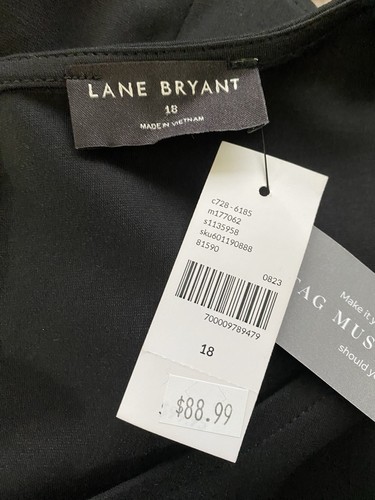 LANE BRYANT
18
MADE IN VIETNAM
c728-6185
m177062
s1135958
sku601190888
81590
0823
700009789479
18
$88.99
Make it y
TAG MUS
should yo